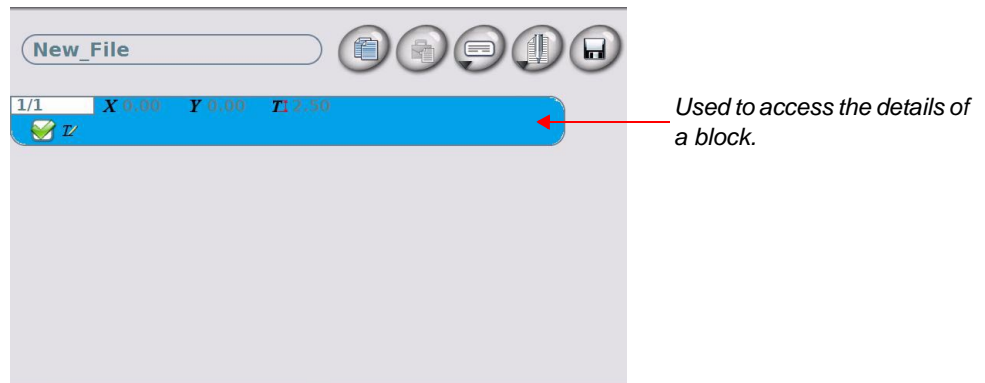 New_File
1/1 X 0.00 Y 0.00 T 2.50
T
Used to access the details of
a block.